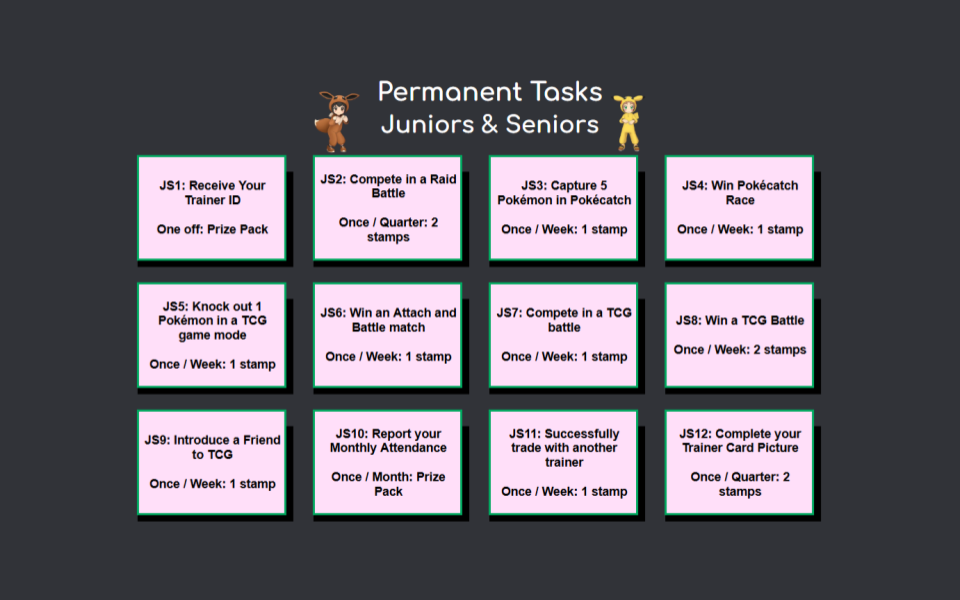 Permanent Tasks
Juniors & Seniors
JS1: Receive Your
Trainer ID
One off: Prize Pack
JS2: Compete in a Raid
Battle
Once / Quarter: 2
stamps
JS3: Capture 5
Pokémon in Pokécatch
Once / Week: 1 stamp
JS4: Win Pokécatch
Race
Once / Week: 1 stamp
JS5: Knock out 1
Pokémon in a TCG
game mode
Once / Week: 1 stamp
JS6: Win an Attach and
Battle match
Once / Week: 1 stamp
JS7: Compete in a TCG
battle
Once / Week: 1 stamp
JS8: Win a TCG Battle
Once / Week: 2 stamps
JS9: Introduce a Friend
to TCG
Once / Week: 1 stamp
JS10: Report your
Monthly Attendance
Once / Month: Prize
Pack
JS11: Successfully
trade with another
trainer
Once / Week: 1 stamp
JS12: Complete your
Trainer Card Picture
Once / Quarter: 2
stamps